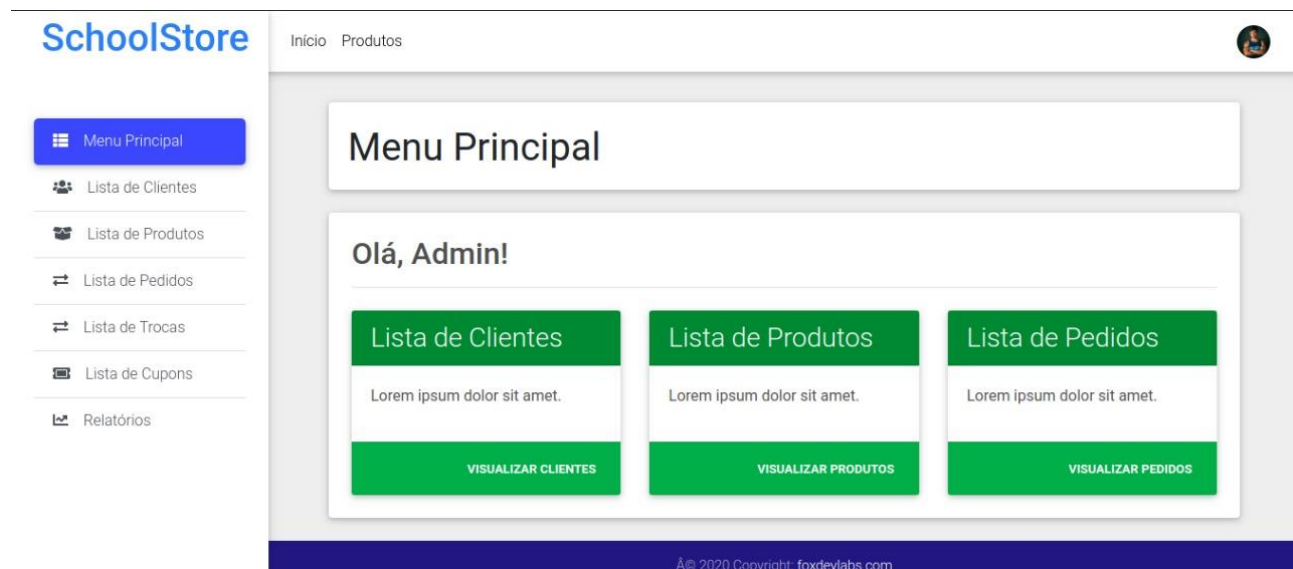 SchoolStore
Início Produtos
Menu Principal
Lista de Clientes
Lista de Produtos
Lista de Pedidos
Lista de Trocas
Lista de Cupons
Relatórios
Menu Principal
Olá, Admin!
Lista de Clientes
Lorem ipsum dolor sit amet.
VISUALIZAR CLIENTES
Lista de Produtos
Lorem ipsum dolor sit amet.
VISUALIZAR PRODUTOS
Lista de Pedidos
Lorem ipsum dolor sit amet.
VISUALIZAR PEDIDOS
Â© 2020 Copyright: foxdevlabs.com